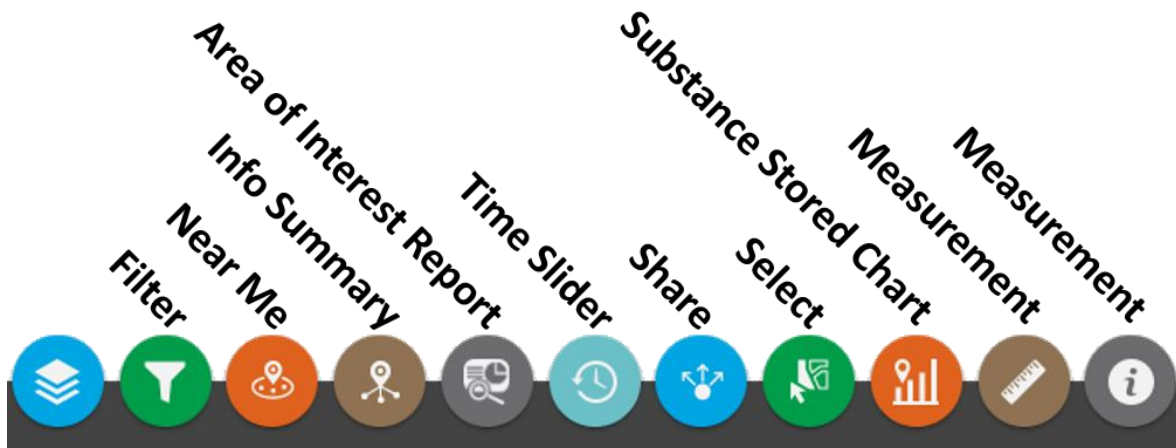 Filter
Near Me
Info Summary
Area of Interest Report
Time Slider
Share
Select
Substance Stored Chart
Measurement
Measurement
i